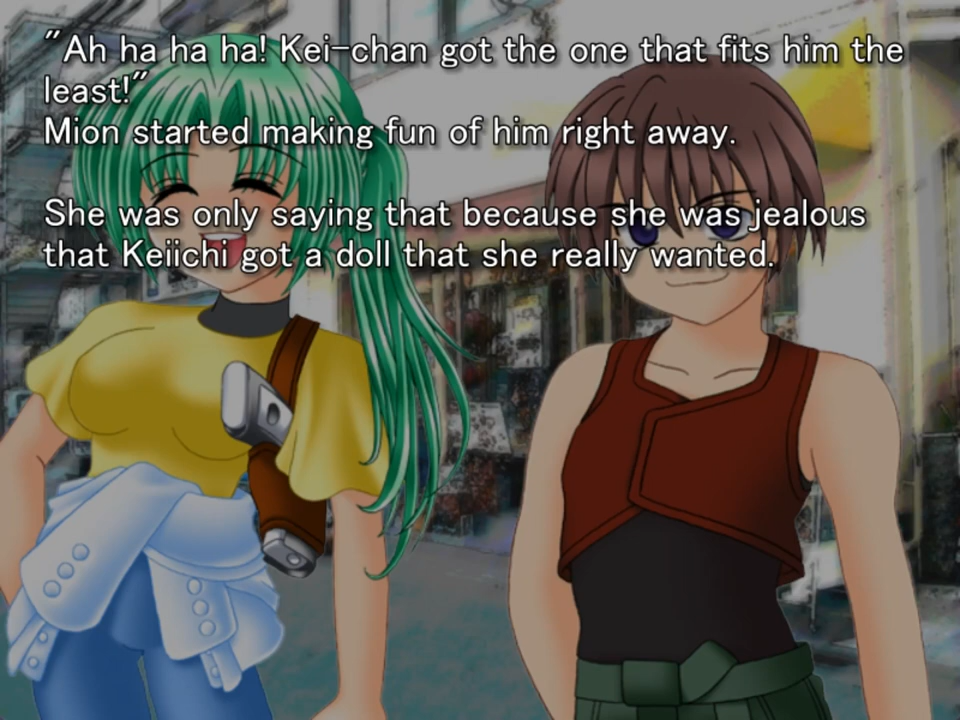 "Ah ha ha ha! Kei-chan got the one that fits him the
least!"
Mion started making fun of him right away.
She was only saying that because she was jealous
that Keiichi got a doll that she really wanted.